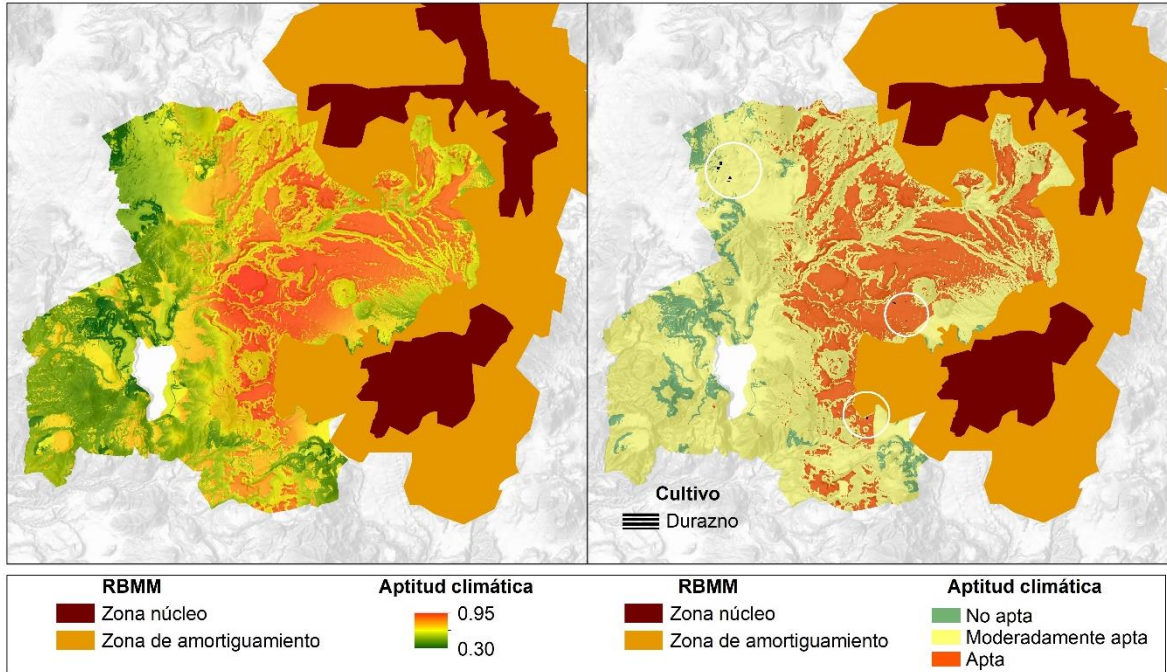 Cultivo
Durazno
RBMM
Zona núcleo
Zona de amortiguamiento
Aptitud climática
0.95
0.30
RBMM
Zona núcleo
Zona de amortiguamiento
Aptitud climática
No apta
Moderadamente apta
Apta